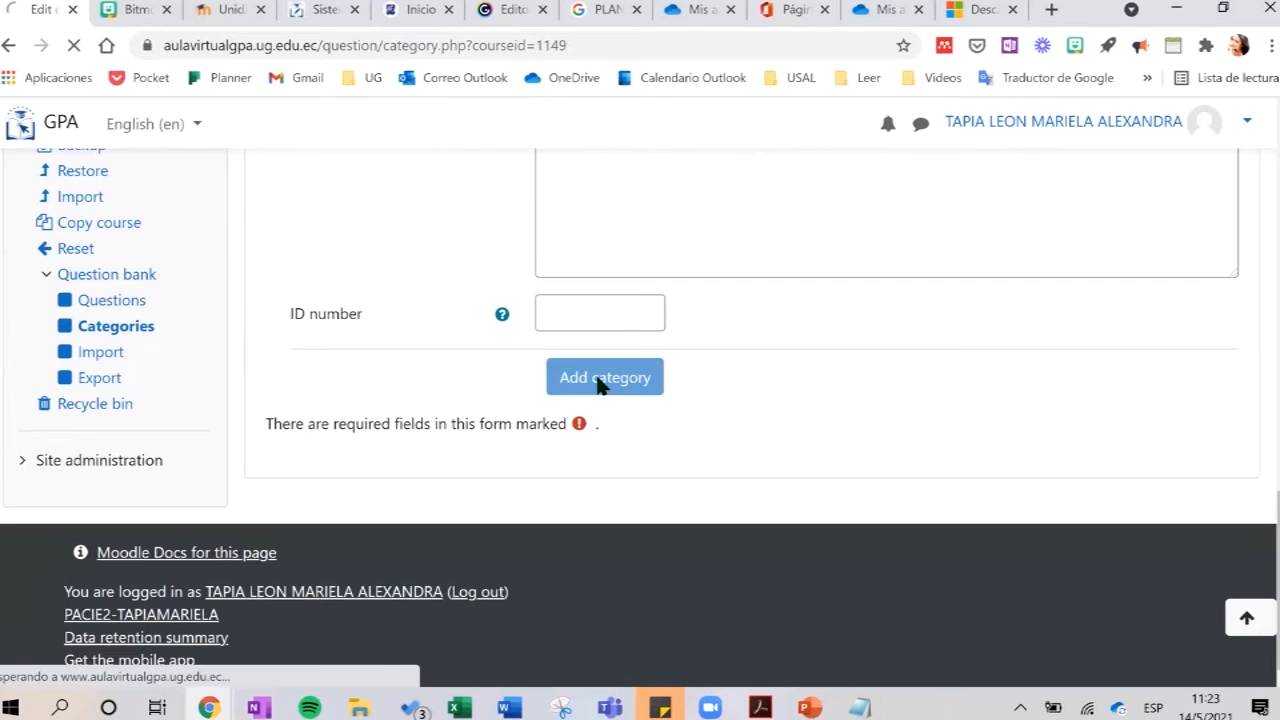 Edit c
Bitm
Unid
Siste
Inicio
Edito
PLAN
Mis a
Págin
Mis a
Desc
aulavirtualgpa.ug.edu.ec/question/category.php?courseid=1149
Aplicaciones Pocket Planner Gmail UG Correo Outlook OneDrive Calendario Outlook USAL Leer Videos Traductor de Google » Lista de lectura
GPA English (en) TAPIA LEON MARIELA ALEXANDRA
Backup
Restore
Import
Copy course
Reset
Question bank
Questions
Categories
Import
Export
Recycle bin
Site administration
ID number
Add category
There are required fields in this form marked .
Moodle Docs for this page
You are logged in as TAPIA LEON MARIELA ALEXANDRA (Log out)
PACIE2-TAPIAMARIELA
Data retention summary
Get the mobile app
sperando a www.aulavirtualgpa.ug.edu.ec...
3
ESP
11:23
14/5/2021